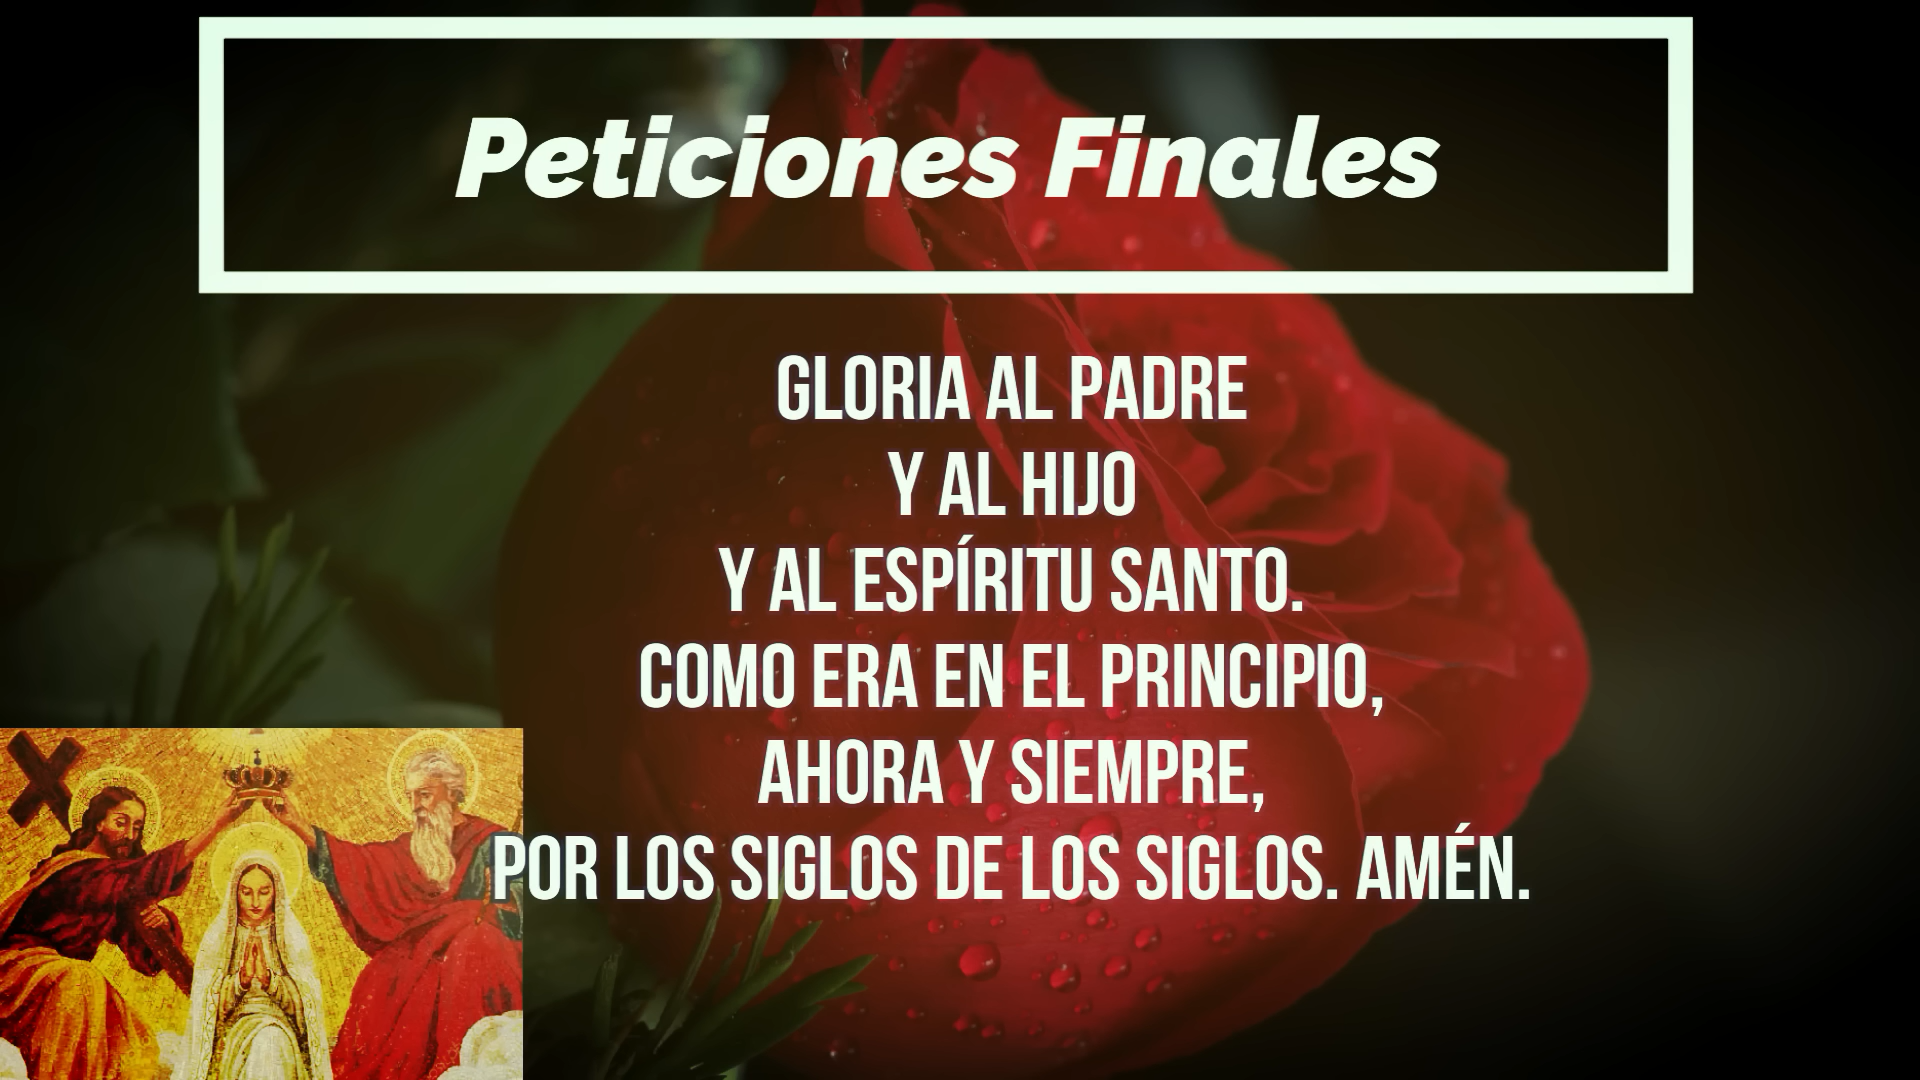 Peticiones Finales
GLORIA AL PADRE
Y AL HIJO
Y AL ESPÍRITU SANTO.
COMO ERA EN EL PRINCIPIO,
AHORA Y SIEMPRE,
POR LOS SIGLOS DE LOS SIGLOS. AMÉN.